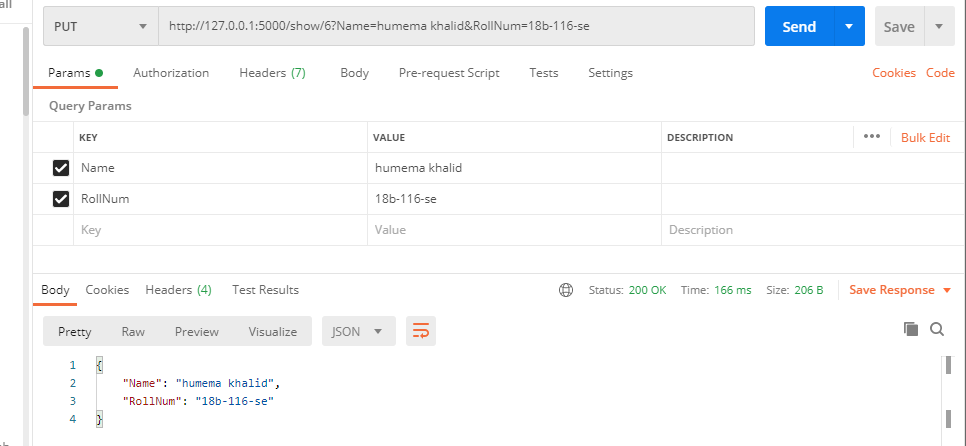 all
PUT http://127.0.0.1:5000/show/6?Name=humema khalid&RollNum=18b-116-se Send Save
Params Authorization Headers (7) Body Pre-request Script Tests Settings Cookies Code
Query Params
KEY VALUE DESCRIPTION ••• Bulk Edit
Name humema khalid
RollNum 18b-116-se
Key Value Description
Body Cookies Headers (4) Test Results Status: 200 OK Time: 166 ms Size: 206 B Save Response
Pretty Raw Preview Visualize JSON
1 {
2 "Name": "humema khalid",
3 "RollNum": "18b-116-se"
4 }